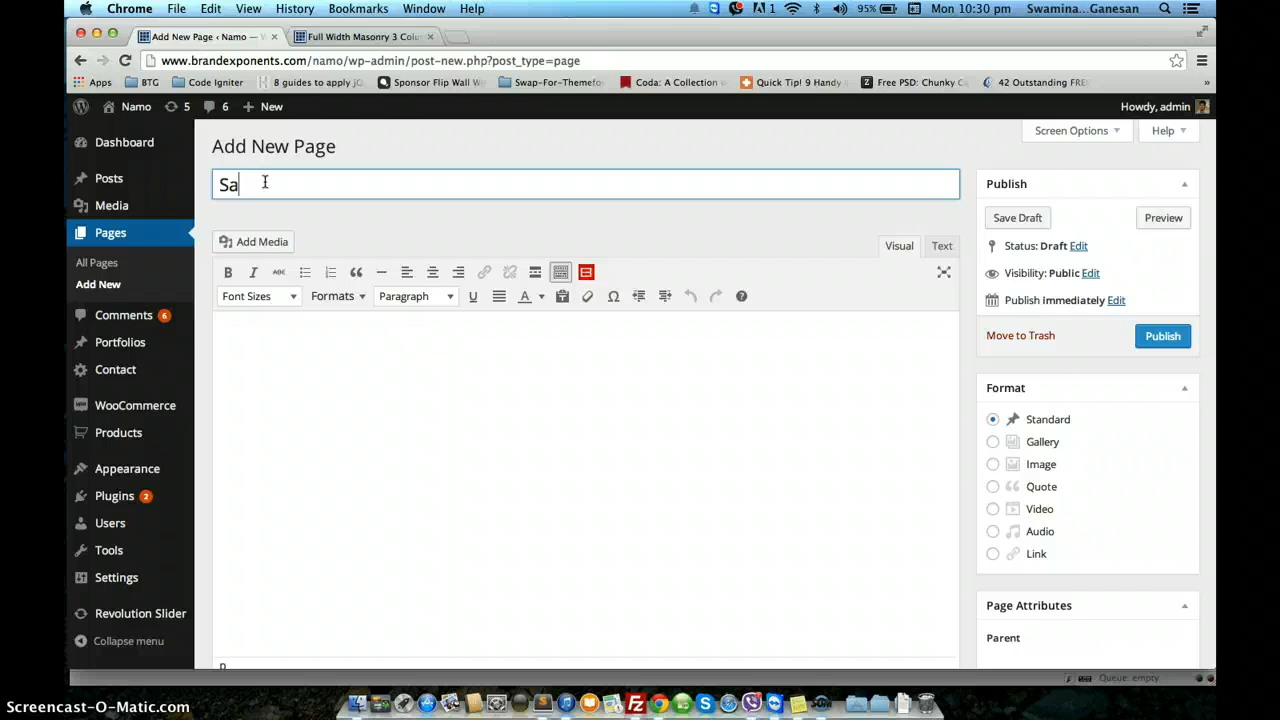 Chrome File Edit View History Bookmarks Window Help 1 95% Mon 10:30 pm Swamina...Ganesan
Add New Page ‹ Namo — Full Width Masonry 3 Colu
www.brandexponents.com/namo/wp-admin/post-new.php?post_type=page
Apps BTG Code Igniter 8 guides to apply jQ Sponsor Flip Wall W Swap-For-Themefo Coda: A Collection Quick Tip! 9 Handy Free PSD: Chunky C 42 Outstanding FRE »
Namo 5 6 + New Howdy, admin
Screen Options Help
Add New Page
Sa
Dashboard
Posts
Media
Pages
All Pages
Add New
Comments 6
Portfolios
Contact
WooCommerce
Products
Appearance
Plugins 2
Users
Tools
Settings
Revolution Slider
Collapse menu
Add Media Visual Text
B I ABC
Font Sizes Formats Paragraph U A
Publish
Save Draft Preview
Status: Draft Edit
Visibility: Public Edit
Publish immediately Edit
Move to Trash Publish
Format
Standard
Gallery
Image
Quote
Video
Audio
Link
Page Attributes
Parent
Queue: empty
Screencast-O-Matic.com